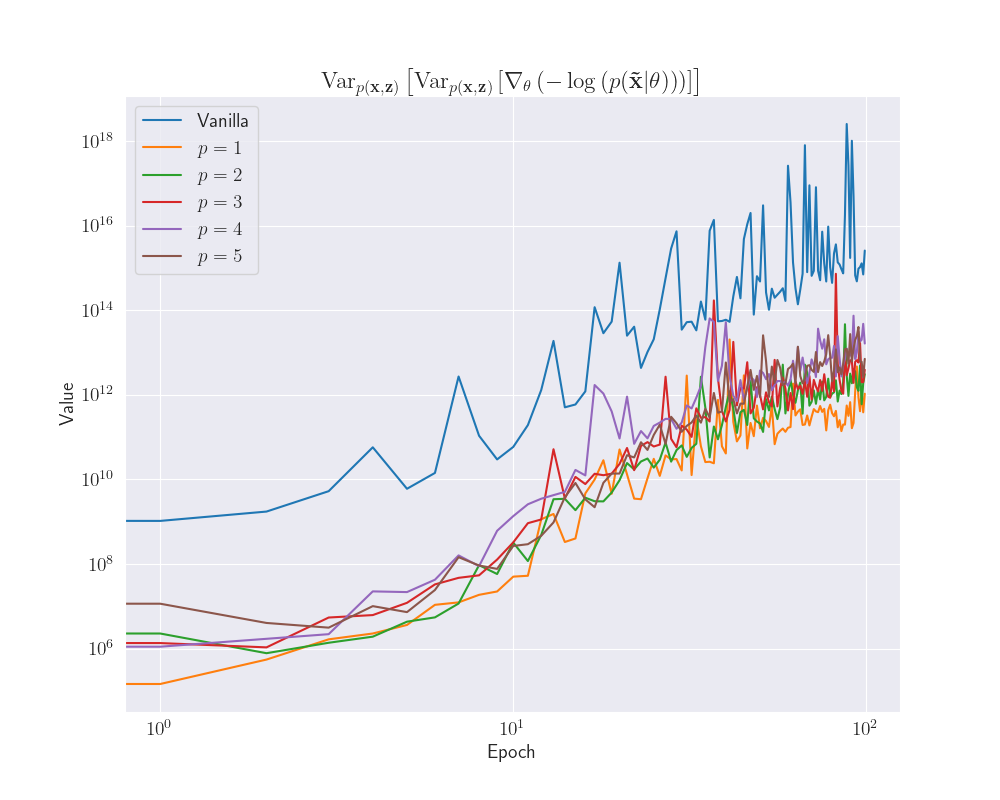 Var_{p(𝐱,𝐳)} [Var_{p(𝐱,𝐳)} [∇_θ (− log (p(𝐱̃|θ)))]]
Vanilla
p = 1
p = 2
p = 3
p = 4
p = 5
10^18
10^16
10^14
10^12
10^10
10^8
10^6
Value
10^0 10^1 10^2
Epoch